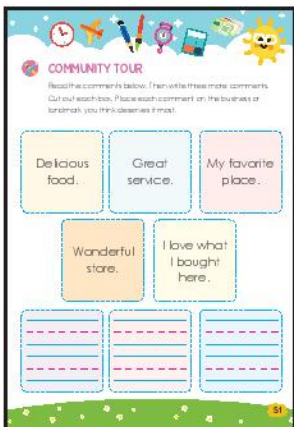 COMMUNITY TOUR
Read the comments below. Then write three more comments.
Cut out each box. Place each comment on the business or
landmark you think deserves it most.
Delicious
food.
Great
service.
My favorite
place.
Wonderful
store.
I love what
I bought
here.
51